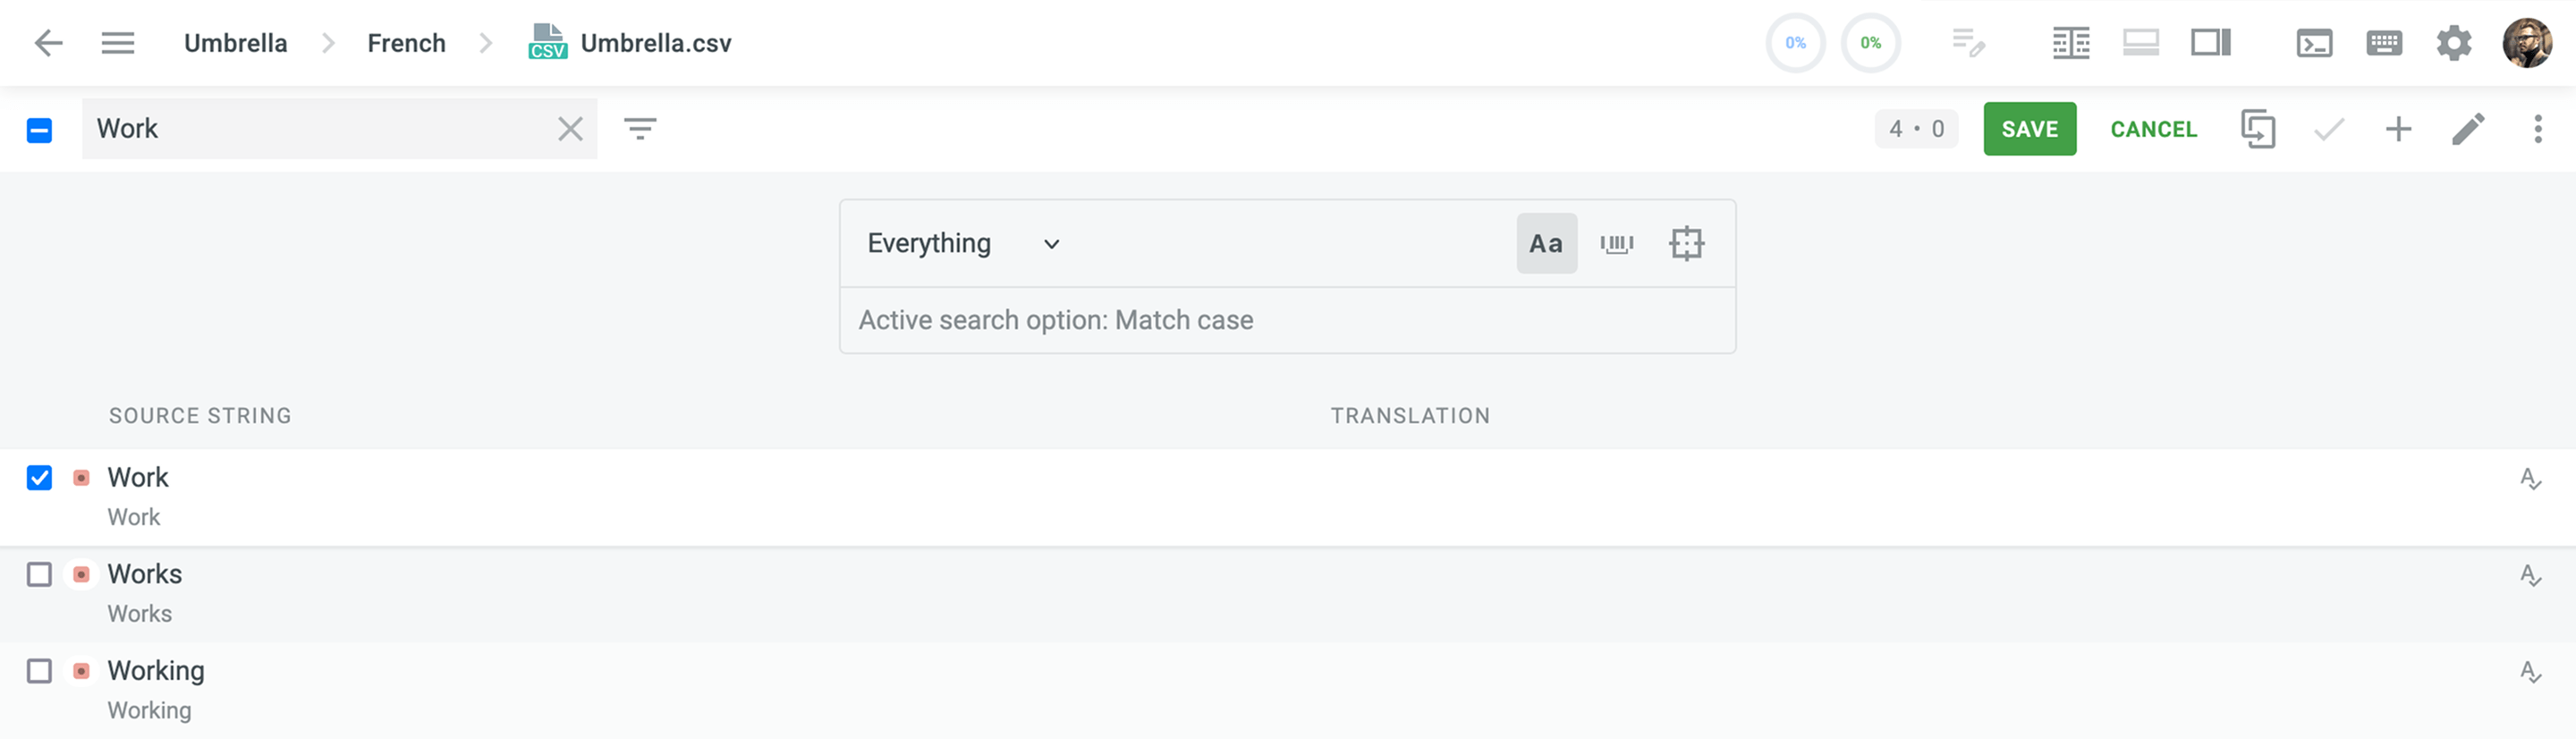 Umbrella French CSV Umbrella.csv 0% 0%
Work 4 • 0 SAVE CANCEL
Everything Aa
Active search option: Match case
SOURCE STRING TRANSLATION
Work
Work
Works
Works
Working
Working